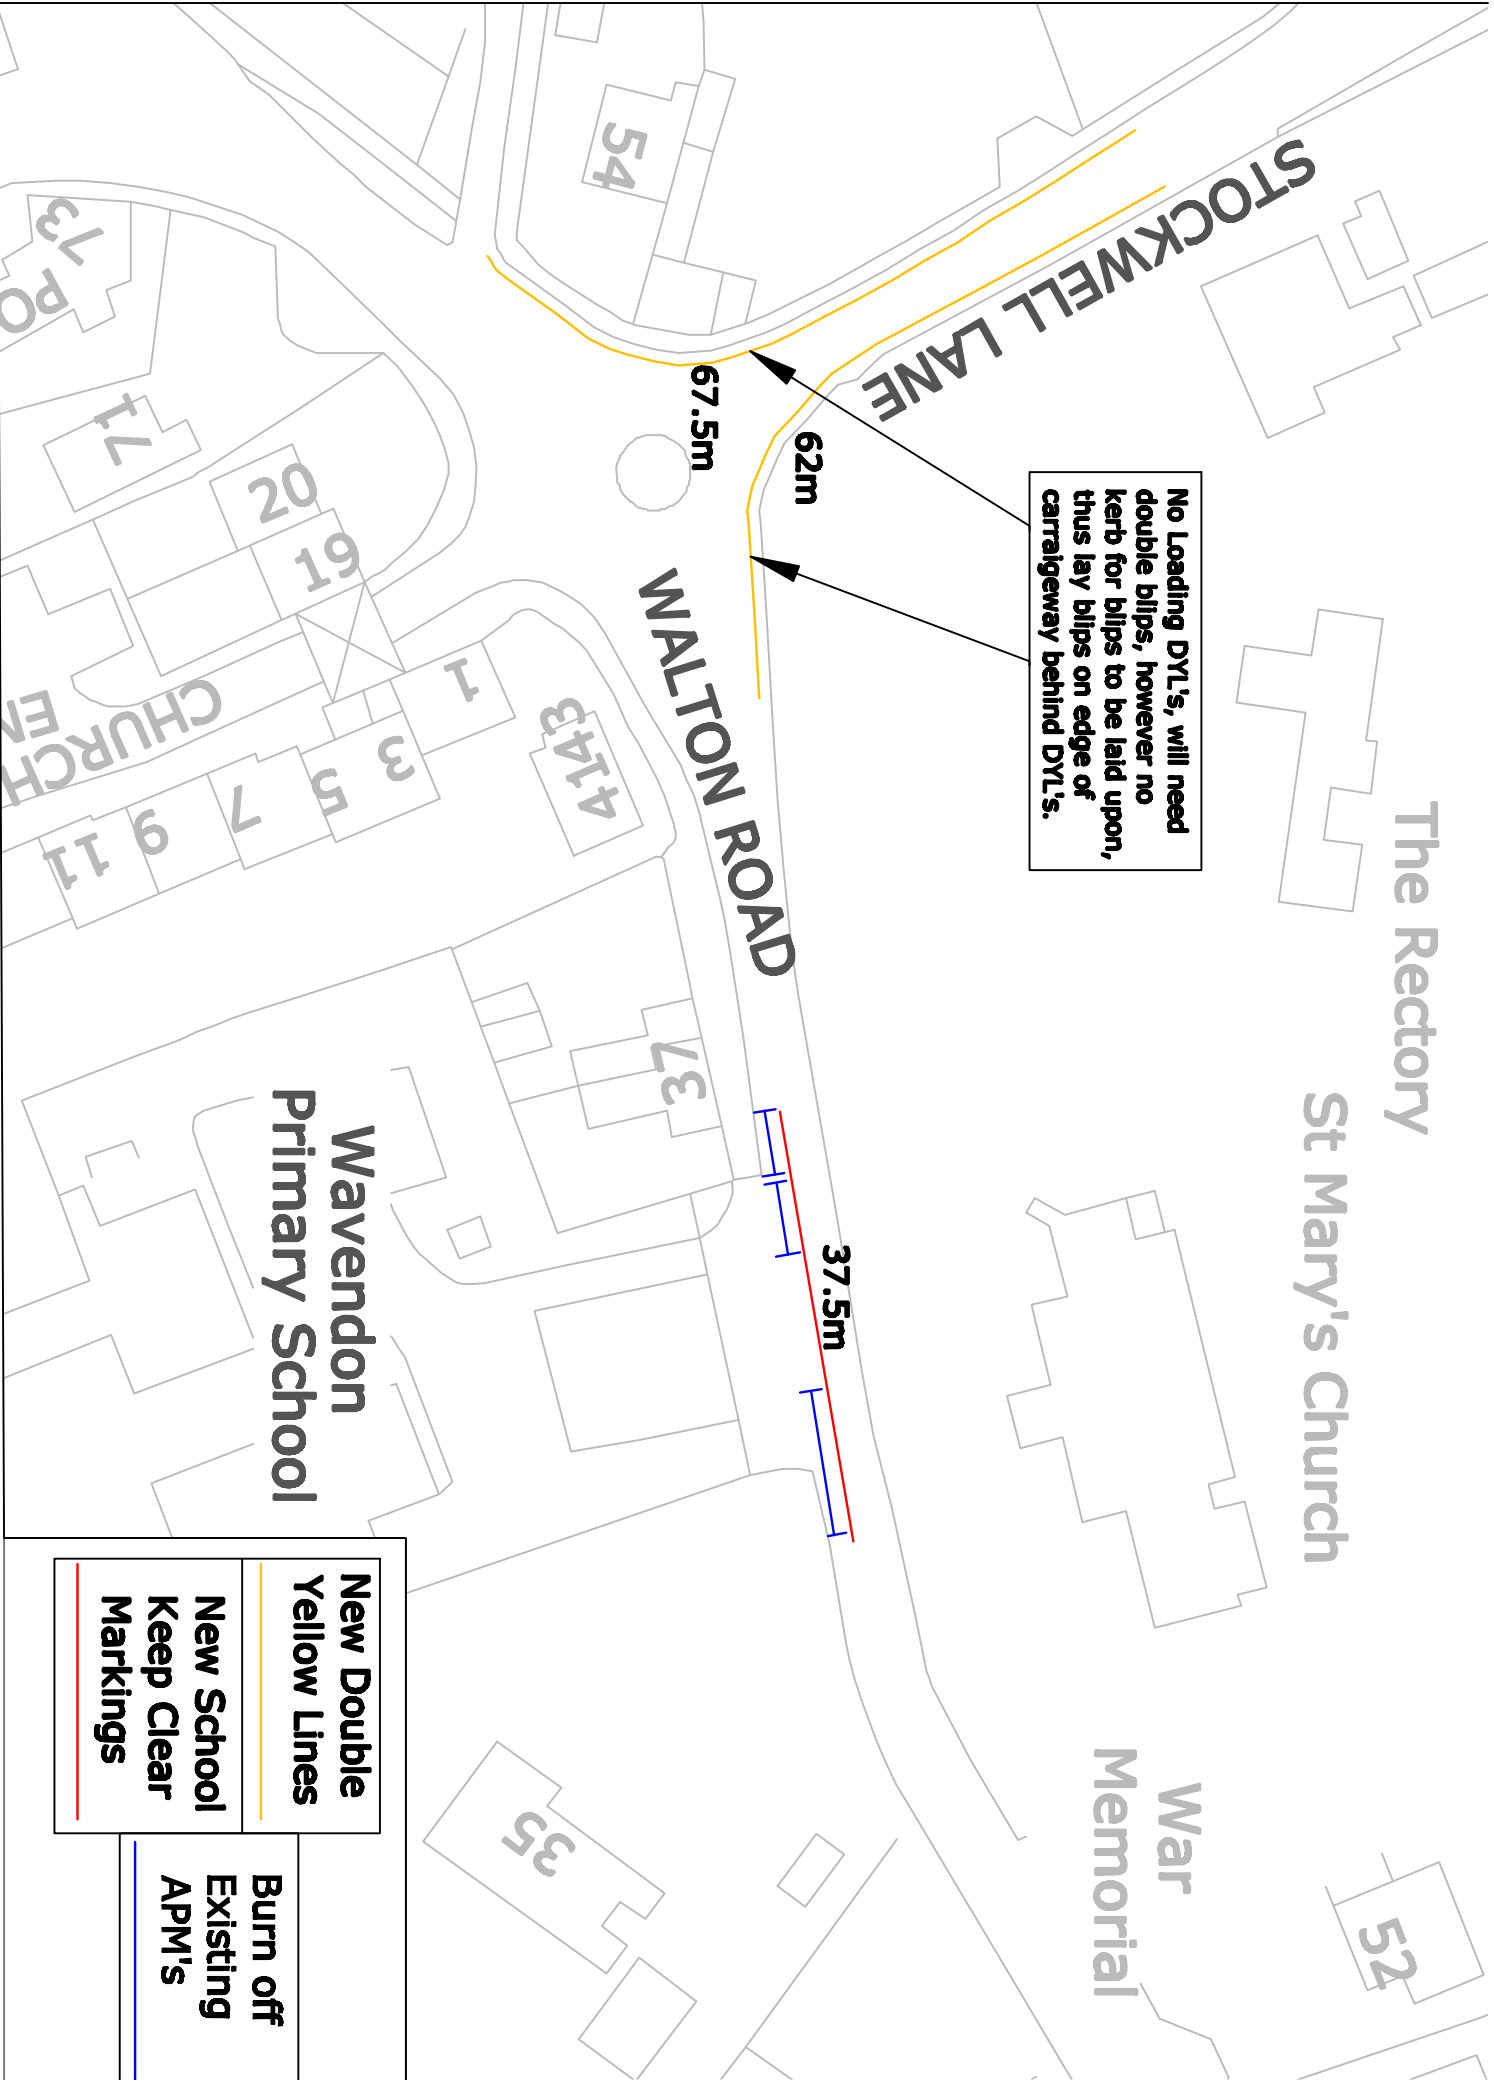 STOCKWELL LANE
No Loading DYL's, will need
double blips, however no
kerb for blips to be laid upon,
thus lay blips on edge of
carraigeway behind DYL's.
67.5m
62m
WALTON ROAD
37.5m
The Rectory
St Mary's Church
War
Memorial
Wavendon
Primary School
CHURCH
54
73
PO
71
20
19
1
3
5
7
9
11
43
41
37
35
52
New Double
Yellow Lines
New School
Keep Clear
Markings
Burn off
Existing
APM's